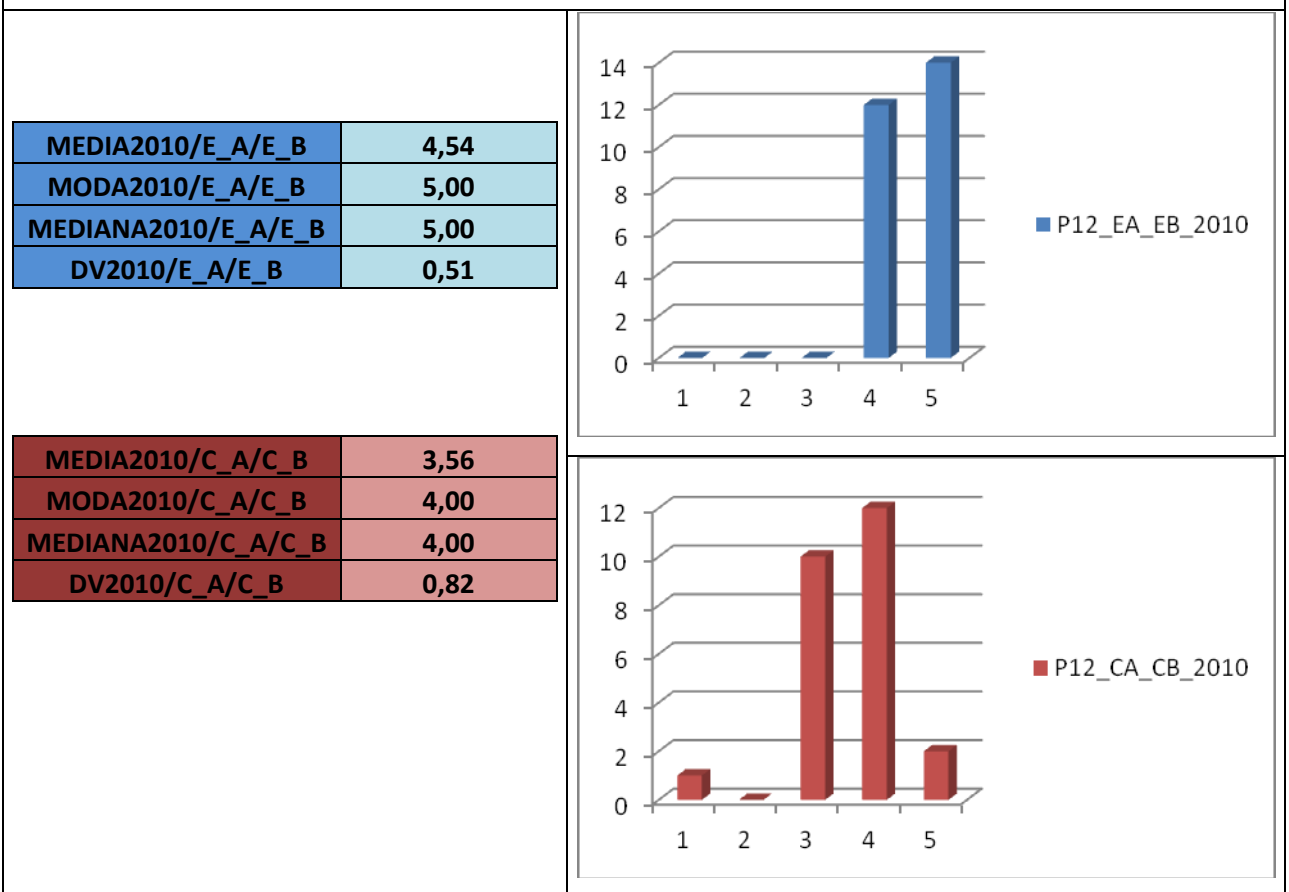 MEDIA2010/E_A/E_B 4,54
MODA2010/E_A/E_B 5,00
MEDIANA2010/E_A/E_B 5,00
DV2010/E_A/E_B 0,51
14
12
10
8
6
4
2
0
1 2 3 4 5
P12_EA_EB_2010
MEDIA2010/C_A/C_B 3,56
MODA2010/C_A/C_B 4,00
MEDIANA2010/C_A/C_B 4,00
DV2010/C_A/C_B 0,82
12
10
8
6
4
2
0
1 2 3 4 5
P12_CA_CB_2010